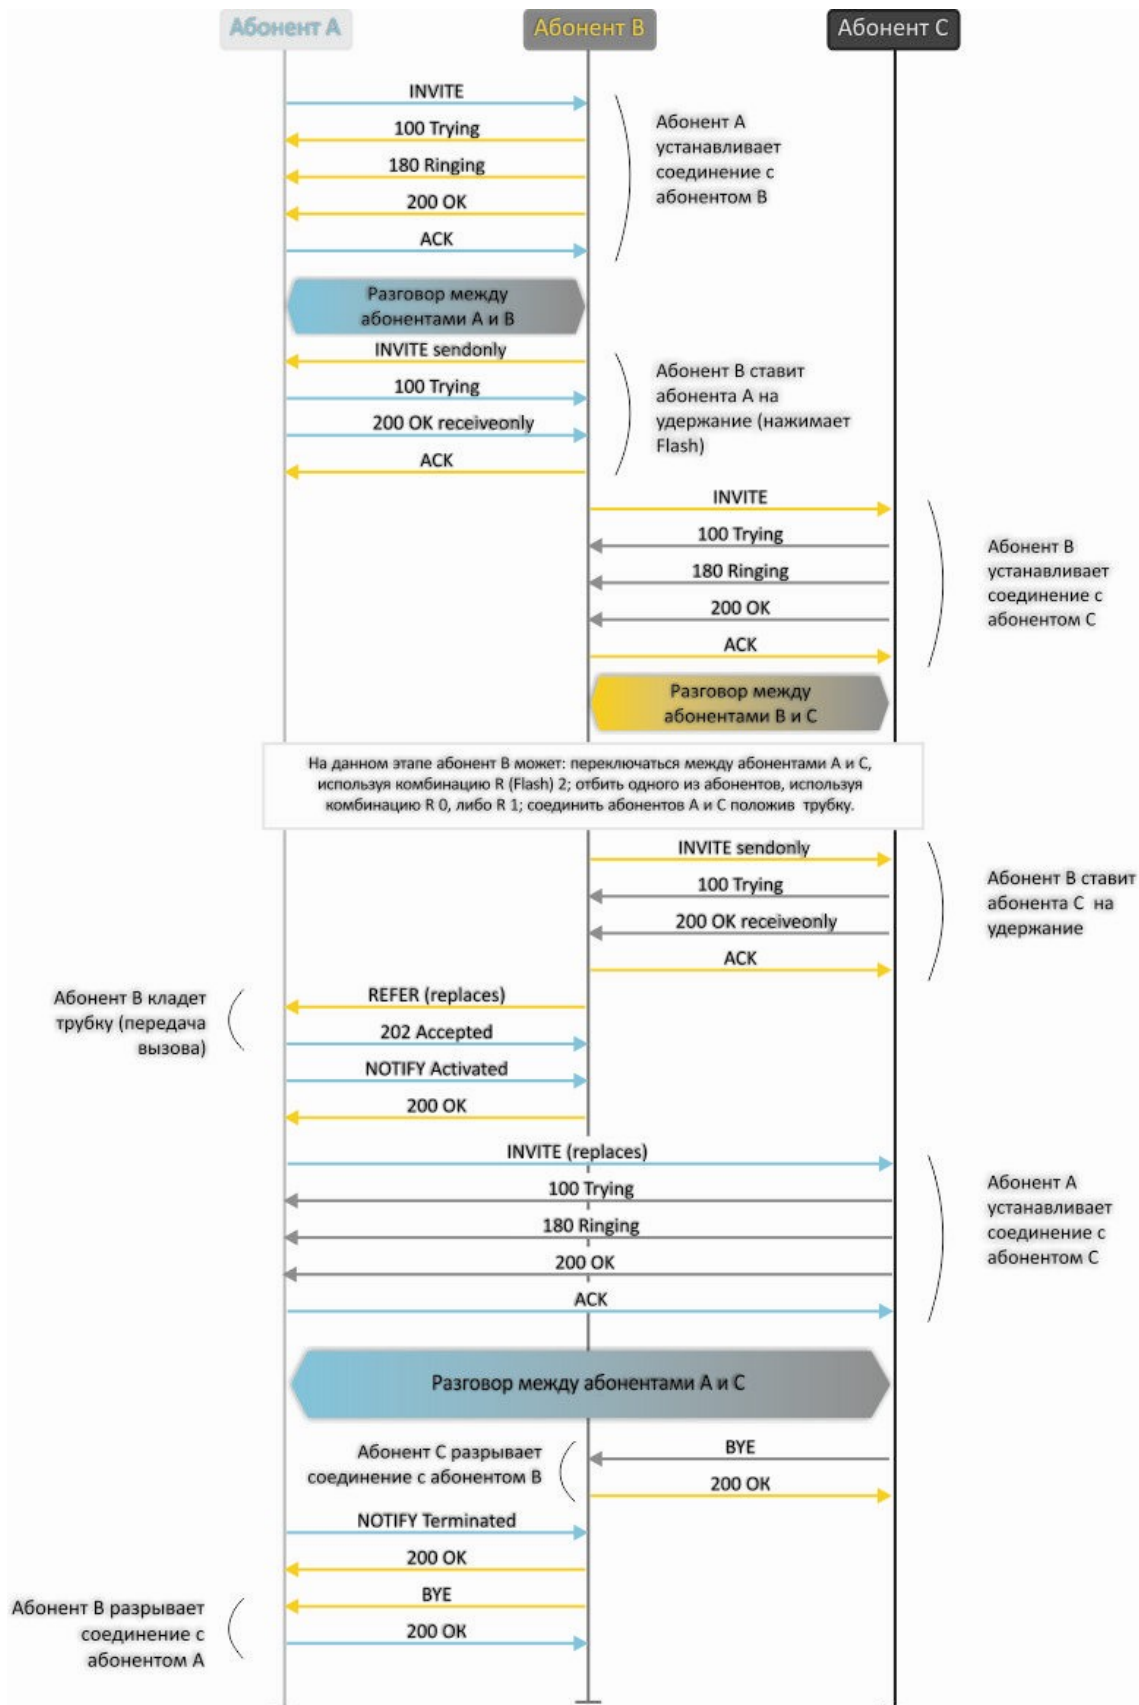 Абонент A
Абонент B
Абонент C
INVITE
100 Trying
180 Ringing
200 OK
ACK
Абонент A
устанавливает
соединение с
абонентом B
Разговор между
абонентами A и B
INVITE sendonly
100 Trying
200 OK receiveonly
ACK
Абонент B ставит
абонента A на
удержание (нажимает
Flash)
INVITE
100 Trying
180 Ringing
200 OK
ACK
Абонент B
устанавливает
соединение с
абонентом C
Разговор между
абонентами B и C
На данном этапе абонент B может: переключаться между абонентами A и C,
используя комбинацию R (Flash) 2; отбить одного из абонентов, используя
комбинацию R 0, либо R 1; соединить абонентов A и C положив трубку.
INVITE sendonly
100 Trying
200 OK receiveonly
ACK
Абонент B ставит
абонента C на
удержание
Абонент B кладет
трубку (передача
вызова)
REFER (replaces)
202 Accepted
NOTIFY Activated
200 OK
INVITE (replaces)
100 Trying
180 Ringing
200 OK
ACK
Абонент A
устанавливает
соединение с
абонентом C
Разговор между абонентами A и C
Абонент C разрывает
соединение с абонентом B
BYE
200 OK
NOTIFY Terminated
200 OK
BYE
200 OK
Абонент B разрывает
соединение с
абонентом A